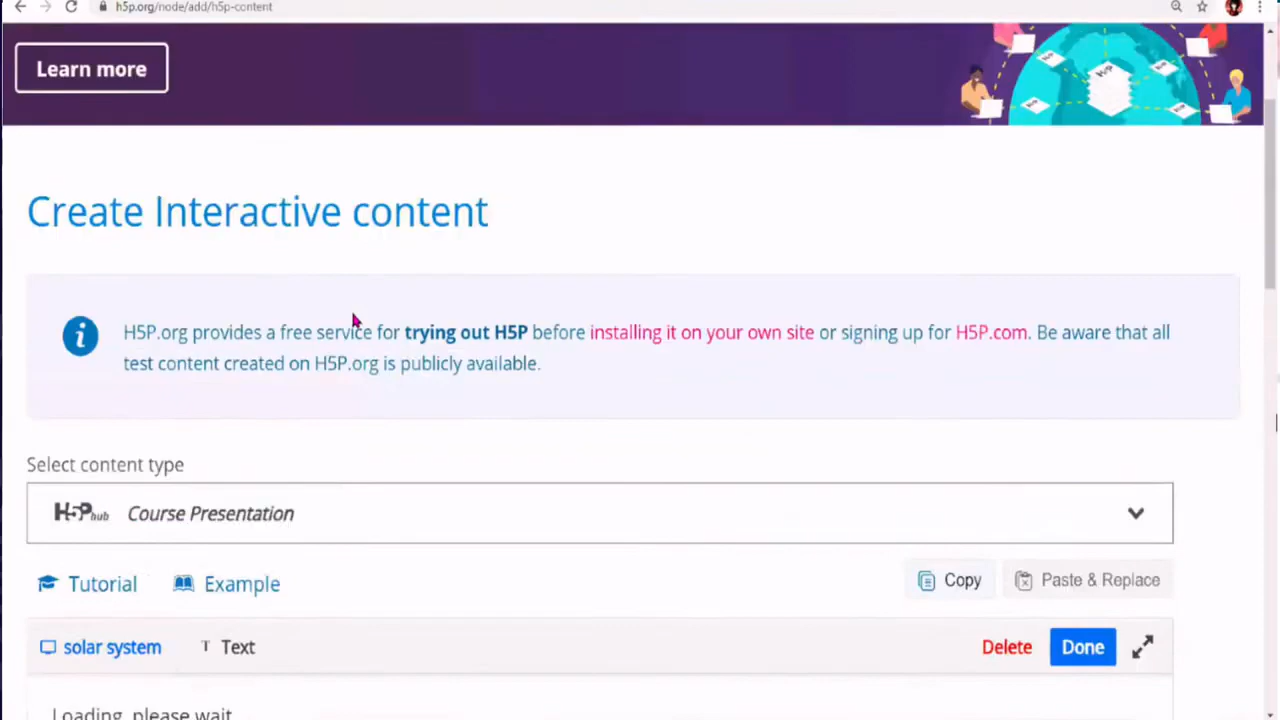 h5p.org/node/add/h5p-content
Learn more
H5P
Create Interactive content
H5P.org provides a free service for trying out H5P before installing it on your own site or signing up for H5P.com. Be aware that all
test content created on H5P.org is publicly available.
Select content type
H5P hub Course Presentation
Tutorial Example Copy Paste & Replace
solar system T Text Delete Done
Loading, please wait